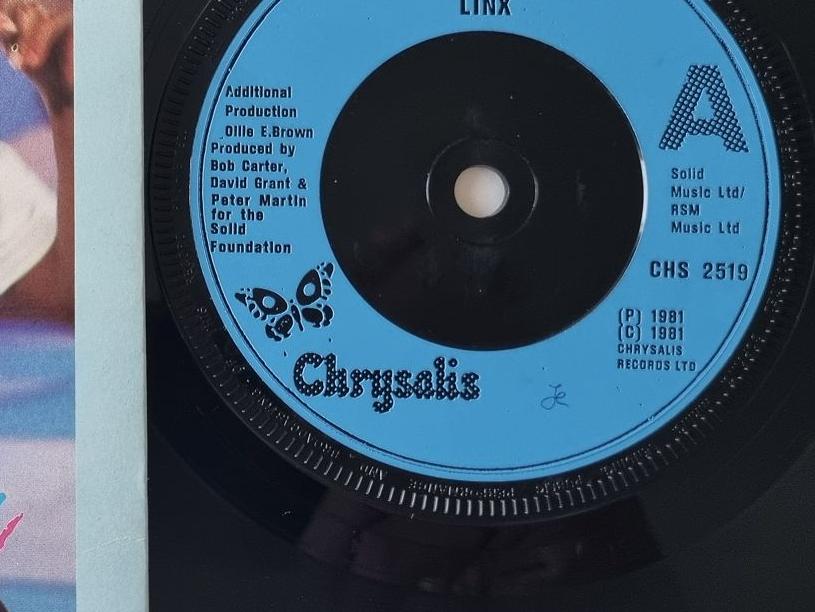 LINX
Additional
Production
Ollie E.Brown
Produced by
Bob Carter,
David Grant &
Peter Martin
for the
Solid
Foundation
A
Solid
Music Ltd/
RSM
Music Ltd
CHS 2519
(P) 1981
(C) 1981
CHRYSALIS
RECORDS LTD
Chrysalis